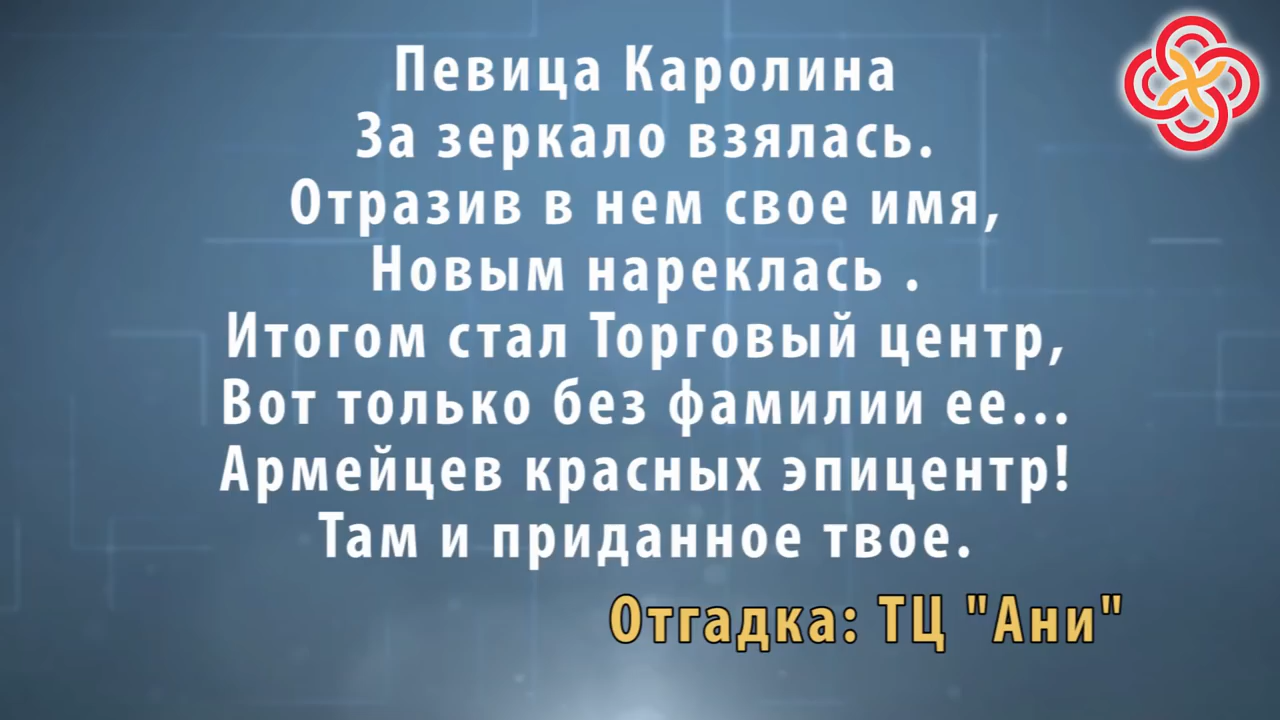 Певица Каролина
За зеркало взялась.
Отразив в нем свое имя,
Новым нареклась .
Итогом стал Торговый центр,
Вот только без фамилии ее...
Армейцев красных эпицентр!
Там и приданное твое.
Отгадка: ТЦ "Ани"